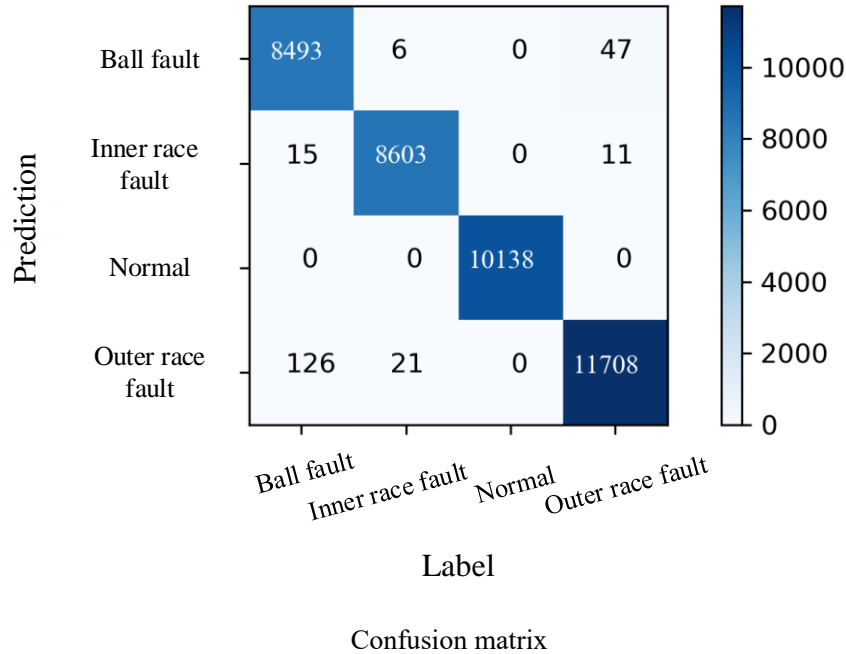 Ball fault
8493 6 0 47
Inner race
fault
15 8603 0 11
Normal
0 0 10138 0
Outer race
fault
126 21 0 11708
Prediction
10000
8000
6000
4000
2000
0
Ball fault
Inner race fault
Normal
Outer race fault
Label
Confusion matrix